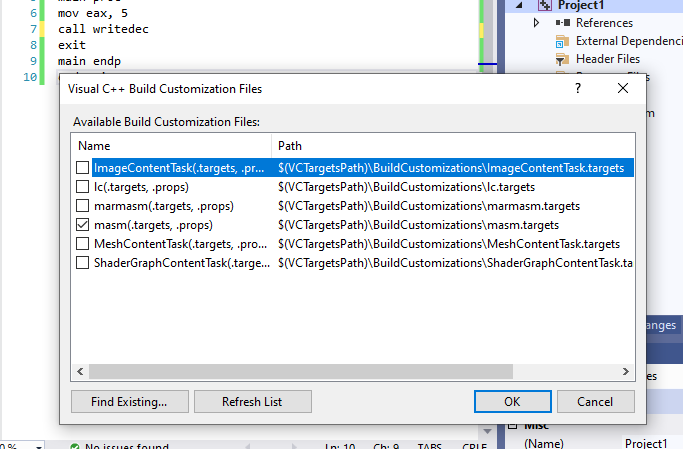 6 mov eax, 5
7 call writedec
8 exit
9 main endp
10
Project1
References
External Dependenci
Header Files
Visual C++ Build Customization Files
? ×
Available Build Customization Files:
Name Path
ImageContentTask(.targets, .pr... $(VCTargetsPath)\BuildCustomizations\ImageContentTask.targets
lc(.targets, .props) $(VCTargetsPath)\BuildCustomizations\lc.targets
marmasm(.targets, .props) $(VCTargetsPath)\BuildCustomizations\marmasm.targets
masm(.targets, .props) $(VCTargetsPath)\BuildCustomizations\masm.targets
MeshContentTask(.targets, .pro... $(VCTargetsPath)\BuildCustomizations\MeshContentTask.targets
ShaderGraphContentTask(.targe... $(VCTargetsPath)\BuildCustomizations\ShaderGraphContentTask.ta
anges
es
Find Existing... Refresh List OK Cancel
Misc
(Name) Project1
0 % No issues found Ln: 10 Ch: 9 TABS CRLF